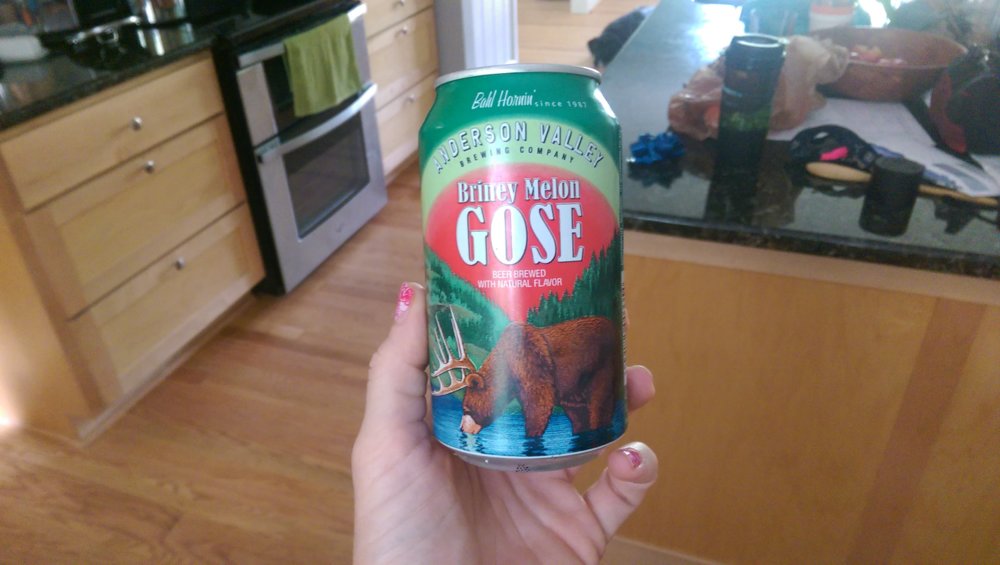 Bahl Hornin' since 1987
ANDERSON VALLEY
BREWING COMPANY
Briney Melon
GOSE
BEER BREWED
WITH NATURAL FLAVOR